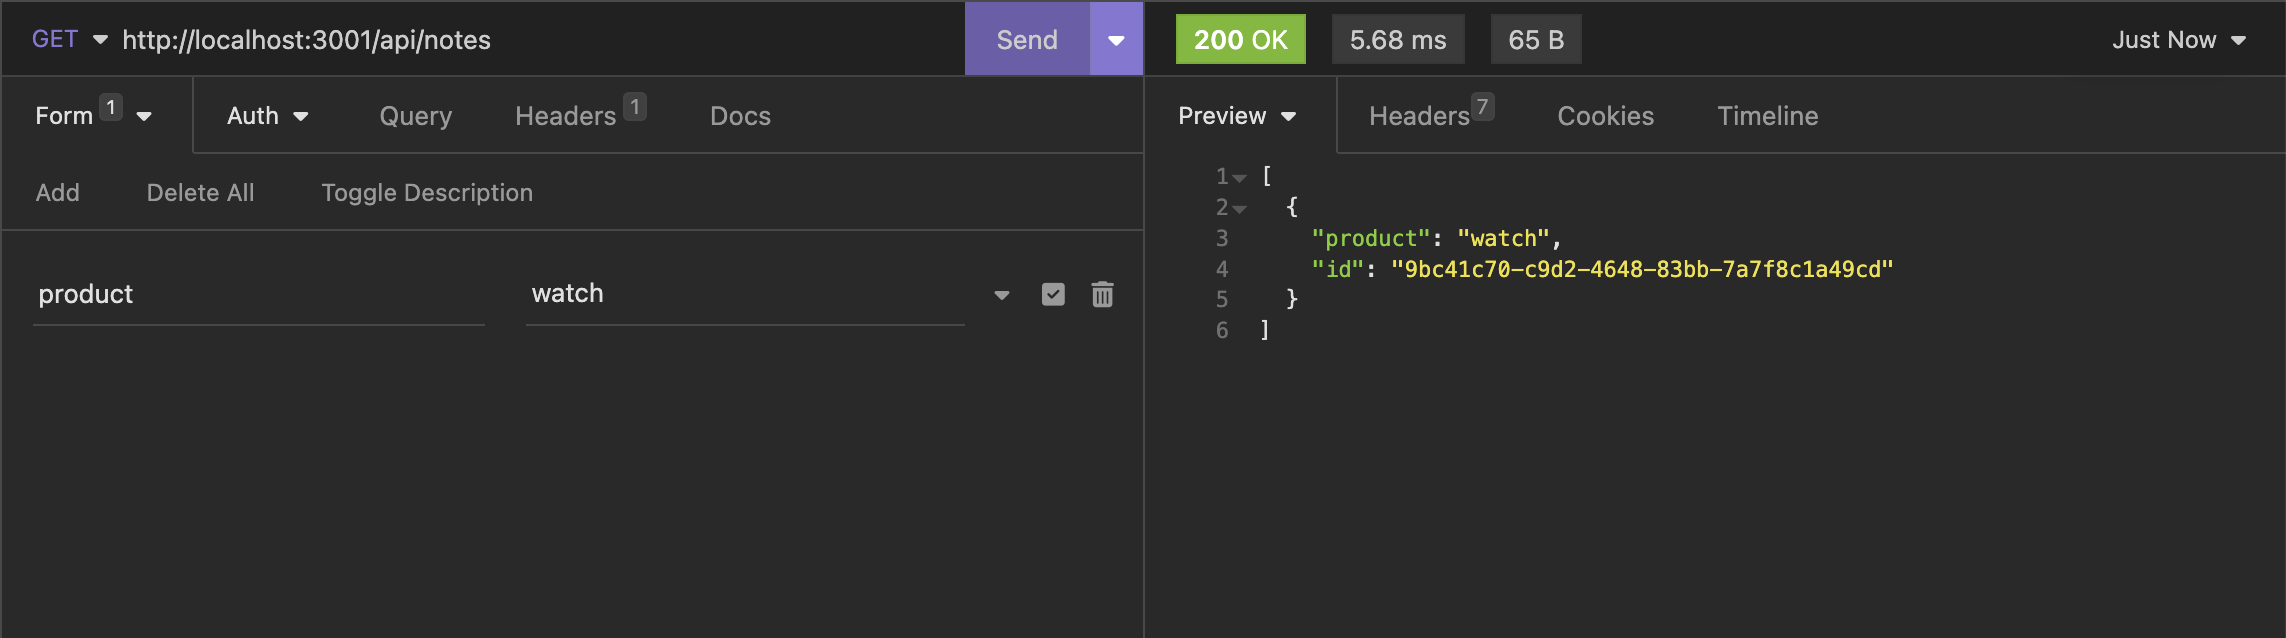 GET http://localhost:3001/api/notes Send
Form 1 Auth Query Headers 1 Docs
Add Delete All Toggle Description
product watch
200 OK 5.68 ms 65 B Just Now
Preview Headers 7 Cookies Timeline
1 [
2 {
3 "product": "watch",
4 "id": "9bc41c70-c9d2-4648-83bb-7a7f8c1a49cd"
5 }
6 ]